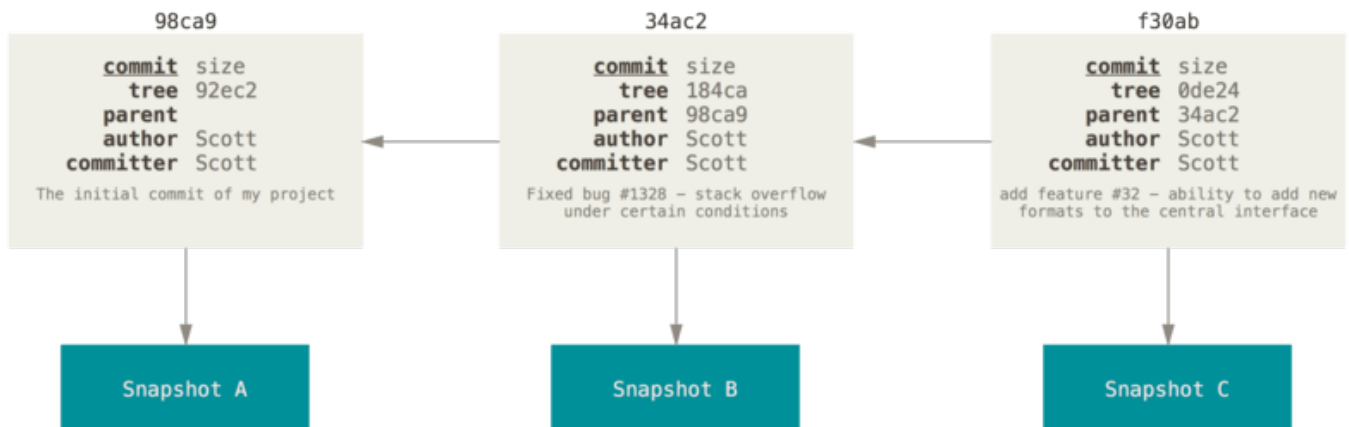 98ca9
commit size
tree 92ec2
parent
author Scott
committer Scott
The initial commit of my project
Snapshot A
34ac2
commit size
tree 184ca
parent 98ca9
author Scott
committer Scott
Fixed bug #1328 – stack overflow
under certain conditions
Snapshot B
f30ab
commit size
tree 0de24
parent 34ac2
author Scott
committer Scott
add feature #32 – ability to add new
formats to the central interface
Snapshot C